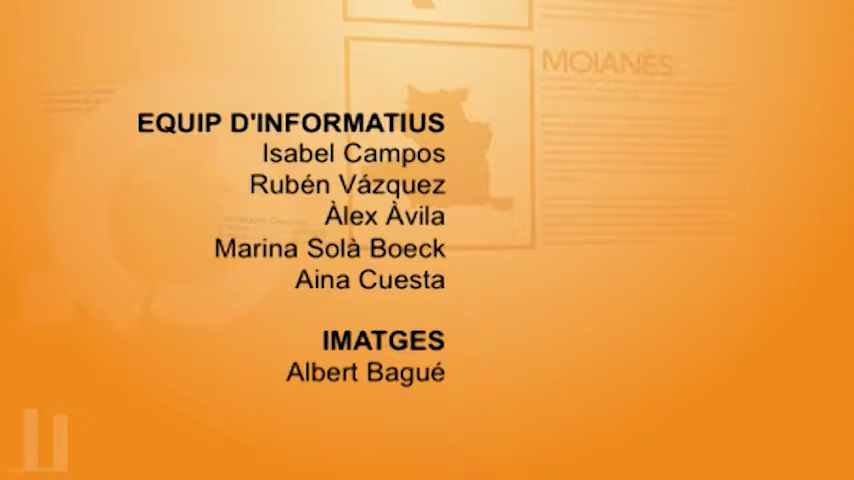 MOIANÈS
EQUIP D'INFORMATIUS
Isabel Campos
Rubén Vázquez
Àlex Àvila
Marina Solà Boeck
Aina Cuesta
IMATGES
Albert Bagué